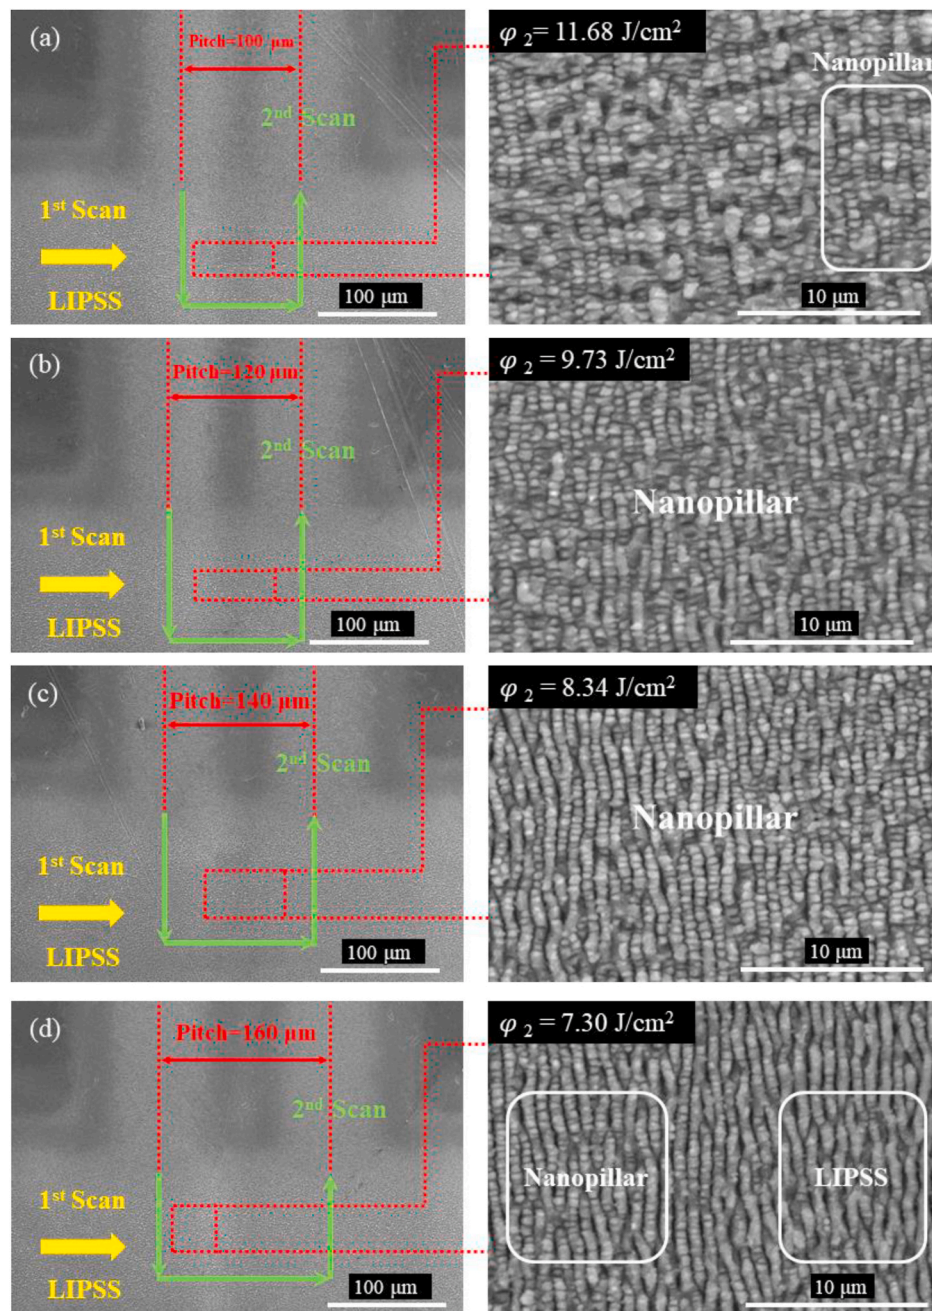 (a)
Pitch=100 μm
2nd Scan
1st Scan
LIPSS
100 μm
φ 2 = 11.68 J/cm2
Nanopillar
10 μm
(b)
Pitch=120 μm
2nd Scan
1st Scan
LIPSS
100 μm
φ 2 = 9.73 J/cm2
Nanopillar
10 μm
(c)
Pitch=140 μm
2nd Scan
1st Scan
LIPSS
100 μm
φ 2 = 8.34 J/cm2
Nanopillar
10 μm
(d)
Pitch=160 μm
2nd Scan
1st Scan
LIPSS
100 μm
φ 2 = 7.30 J/cm2
Nanopillar
LIPSS
10 μm